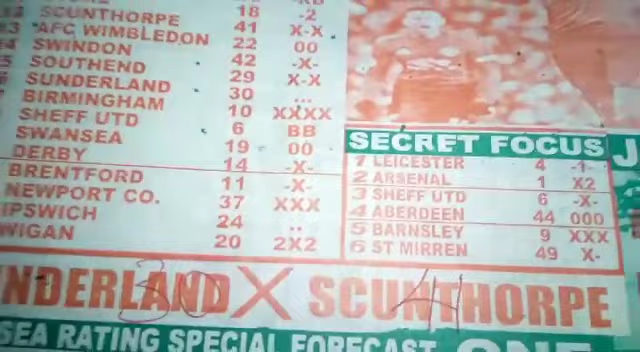 18 -2
SCUNTHORPE 41 X-X
AFC WIMBLEDON 22 00
SWINDON 42 -X-
SOUTHEND 29 X-X
SUNDERLAND 30 ...
BIRMINGHAM 10 XXXX
SHEFF UTD 6 BB
SWANSEA 19 00
DERBY 14 -X-
BRENTFORD 11 -X-
NEWPORT CO. 37 XXX
IPSWICH 24 ..
WIGAN 20 2X2
SECRET FOCUS
1 LEICESTER 4 -1-
2 ARSENAL 1 X2
3 SHEFF UTD 6 -X-
4 ABERDEEN 44 000
5 BARNSLEY 9 XXX
6 ST MIRREN 49 X-
NDERLAND X SCUNTHORPE
30 41
SEA RATING SPECIAL FORECAST ONE